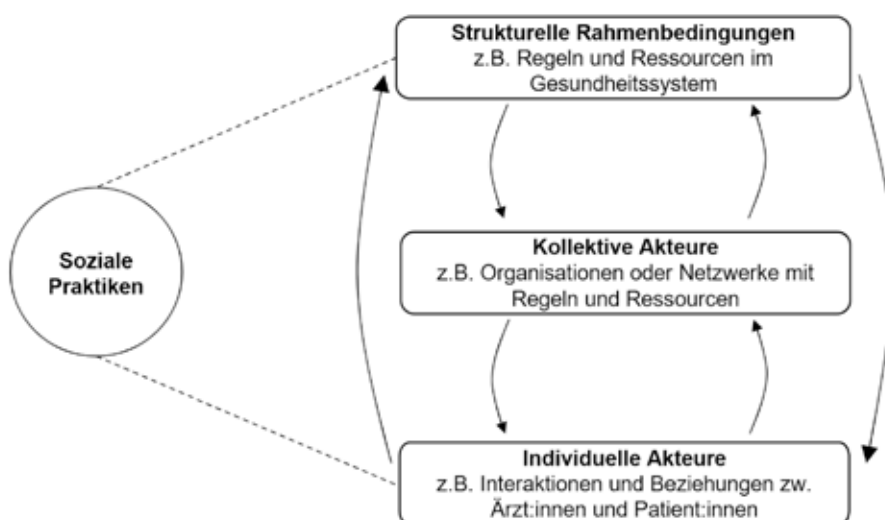 Strukturelle Rahmenbedingungen
z.B. Regeln und Ressourcen im
Gesundheitssystem
Soziale
Praktiken
Kollektive Akteure
z.B. Organisationen oder Netzwerke mit
Regeln und Ressourcen
Individuelle Akteure
z.B. Interaktionen und Beziehungen zw.
Ärzt:innen und Patient:innen